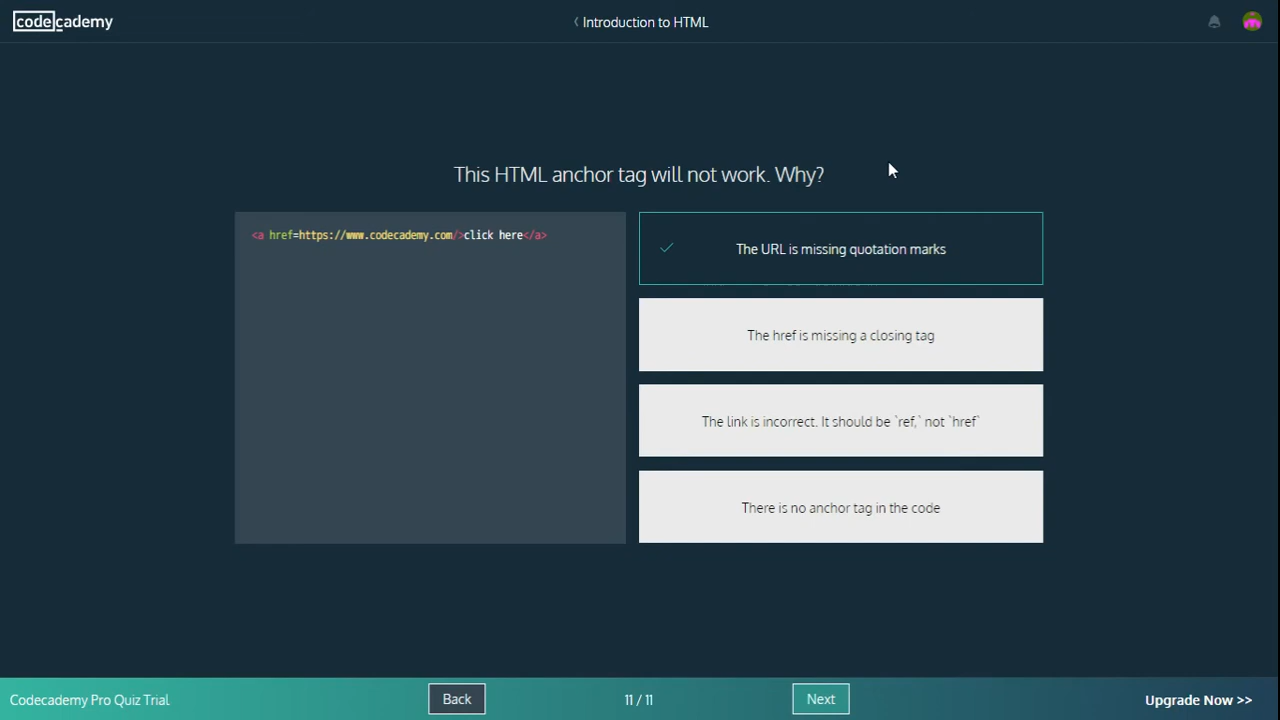 codecademy
Introduction to HTML
This HTML anchor tag will not work. Why?
<a href=https://www.codecademy.com/>click here</a>
The URL is missing quotation marks
The href is missing a closing tag
The link is incorrect. It should be `ref,` not `href`
There is no anchor tag in the code
Codecademy Pro Quiz Trial
Back
11 / 11
Next
Upgrade Now >>